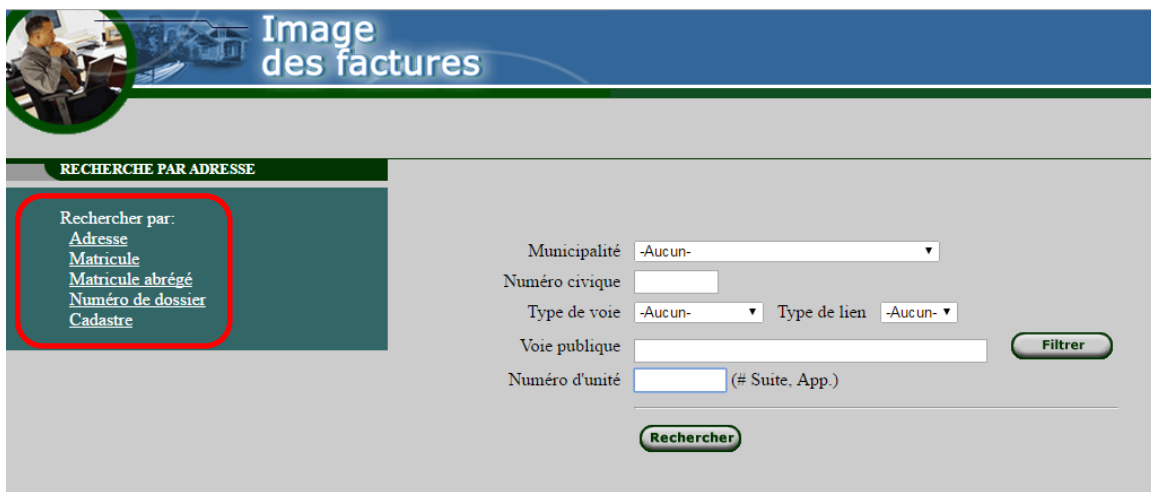 Image
des factures
RECHERCHE PAR ADRESSE
Rechercher par:
Adresse
Matricule
Matricule abrégé
Numéro de dossier
Cadastre
Municipalité -Aucun-
Numéro civique
Type de voie -Aucun- Type de lien -Aucun-
Voie publique Filtrer
Numéro d'unité (# Suite, App.)
Rechercher